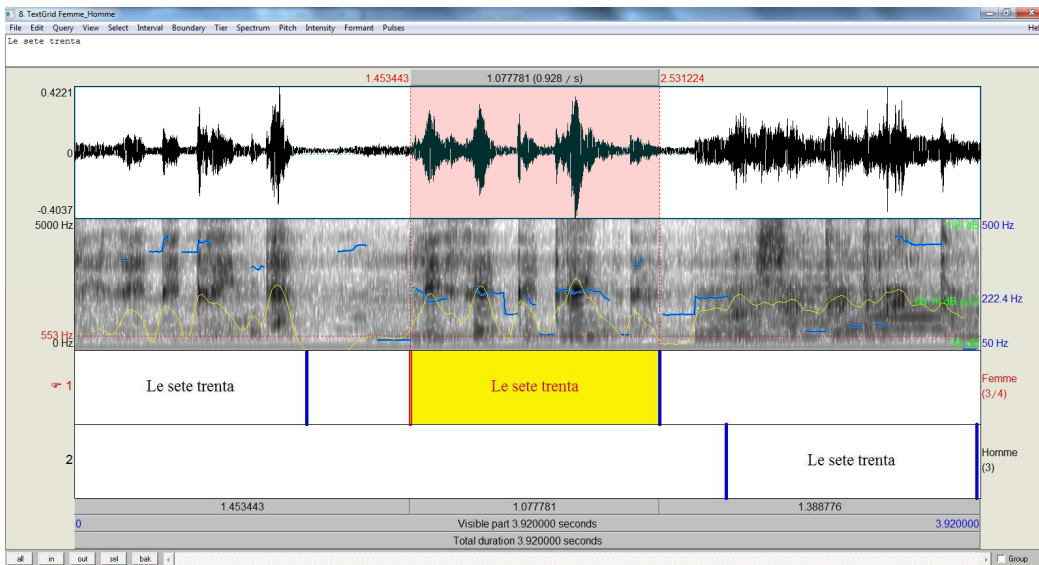 8. TextGrid Femme_Homme
File Edit Query View Select Interval Boundary Tier Spectrum Pitch Intensity Formant Pulses Hel
Le sete trenta
1.453443 1.077781 (0.928 / s) 2.531224
0.4221
0
-0.4037
5000 Hz 500 Hz
222.4 Hz
553 Hz
0 Hz 50 Hz
1 Le sete trenta Le sete trenta Femme
(3/4)
2 Le sete trenta Homme
(3)
1.453443 1.077781 1.388776
0 Visible part 3.920000 seconds 3.920000
Total duration 3.920000 seconds
all in out sel bak Group